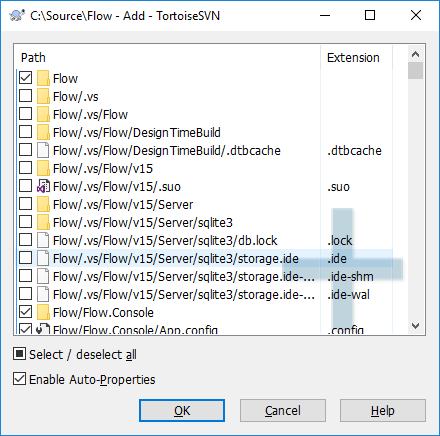 C:\Source\Flow - Add - TortoiseSVN
Path Extension
Flow
Flow/.vs
Flow/.vs/Flow
Flow/.vs/Flow/DesignTimeBuild
Flow/.vs/Flow/DesignTimeBuild/.dtbcache .dtbcache
Flow/.vs/Flow/v15
Flow/.vs/Flow/v15/.suo .suo
Flow/.vs/Flow/v15/Server
Flow/.vs/Flow/v15/Server/sqlite3
Flow/.vs/Flow/v15/Server/sqlite3/db.lock .lock
Flow/.vs/Flow/v15/Server/sqlite3/storage.ide .ide
Flow/.vs/Flow/v15/Server/sqlite3/storage.ide-... .ide-shm
Flow/.vs/Flow/v15/Server/sqlite3/storage.ide-... .ide-wal
Flow/Flow.Console
Flow/Flow.Console/App.config .config
Select / deselect all
Enable Auto-Properties
OK Cancel Help